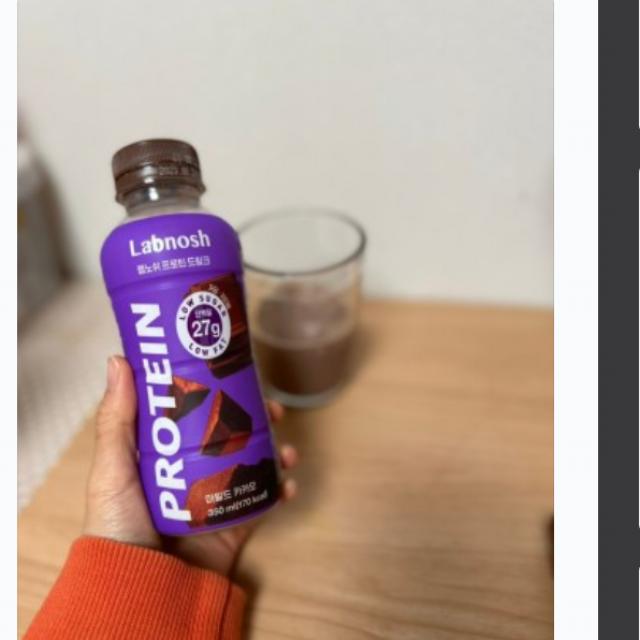 Labnosh
랩노쉬 프로틴 드링크
PROTEIN
LOW SUGAR
단백질
27g
LOW FAT
마일드 카카오
350 ml(170 kcal)